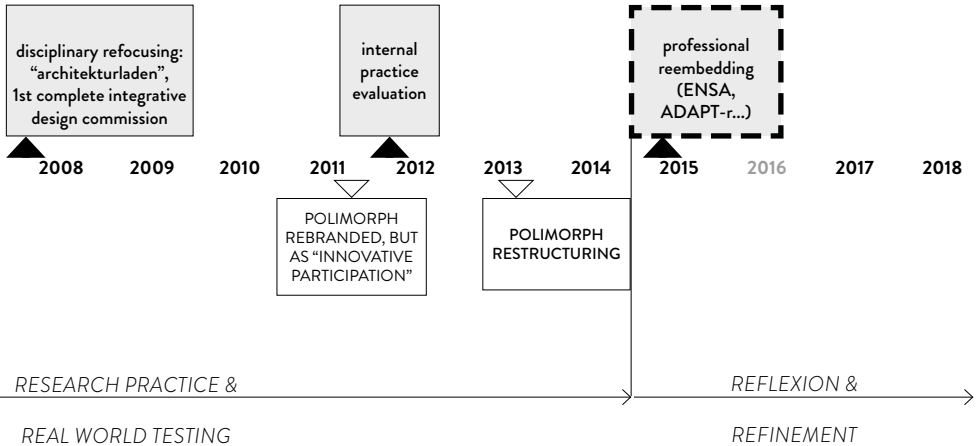 disciplinary refocusing:
“architekturladen”,
1st complete integrative
design commission
internal
practice
evaluation
professional
reembedding
(ENSA,
ADAPT-r...)
2008 2009 2010 2011 2012 2013 2014 2015 2016 2017 2018
POLIMORPH
REBRANDED, BUT
AS “INNOVATIVE
PARTICIPATION”
POLIMORPH
RESTRUCTURING
RESEARCH PRACTICE &
REAL WORLD TESTING
REFLEXION &
REFINEMENT